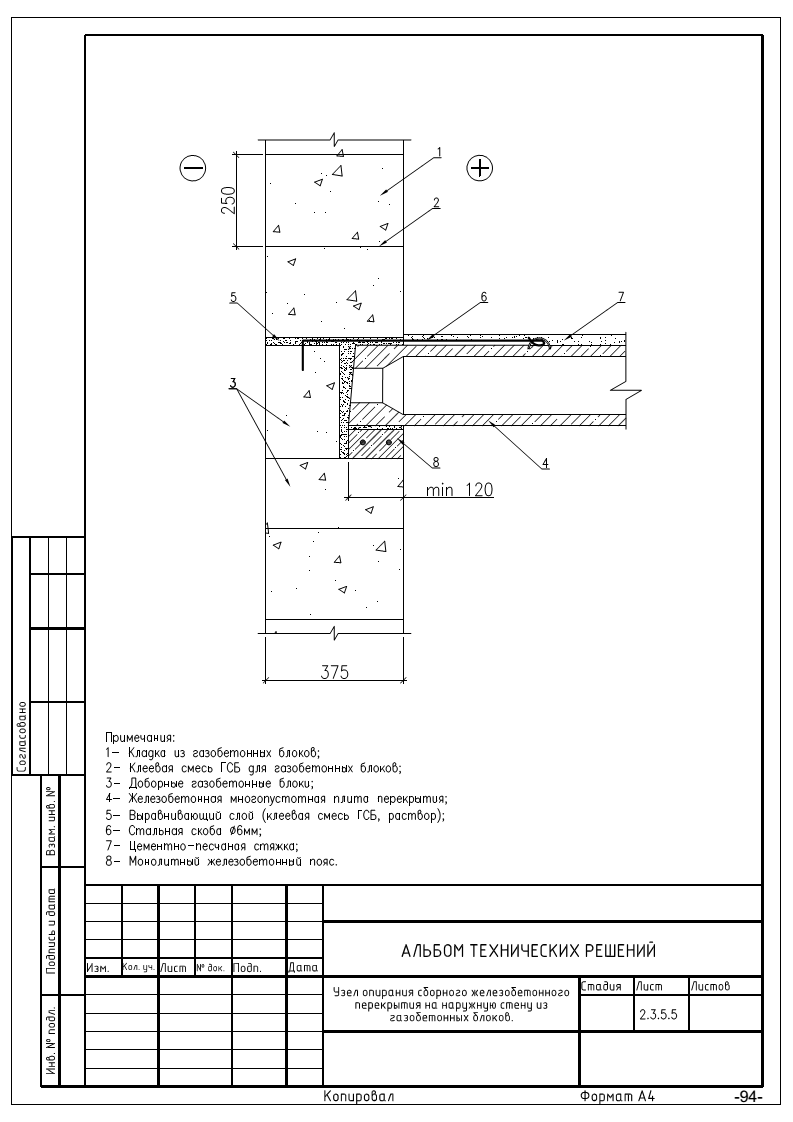 1
250
2
5
6
7
3
8
4
min 120
375
Примечания:
1– Кладка из газобетонных блоков;
2– Клеевая смесь ГСБ для газобетонных блоков;
3– Доборные газобетонные блоки;
4– Железобетонная многопустотная плита перекрытия;
5– Выравнивающий слой (клеевая смесь ГСБ, раствор);
6– Стальная скоба Ø6мм;
7– Цементно-песчаная стяжка;
8– Монолитный железобетонный пояс.
Согласовано
Взам. инв. №
Подпись и дата
Инв. № подл.
АЛЬБОМ ТЕХНИЧЕСКИХ РЕШЕНИЙ
Изм. Кол. уч. Лист № док. Подп. Дата
Узел опирания сборного железобетонного
перекрытия на наружную стену из
газобетонных блоков.
Стадия Лист Листов
2.3.5.5
Копировал Формат А4 -94-